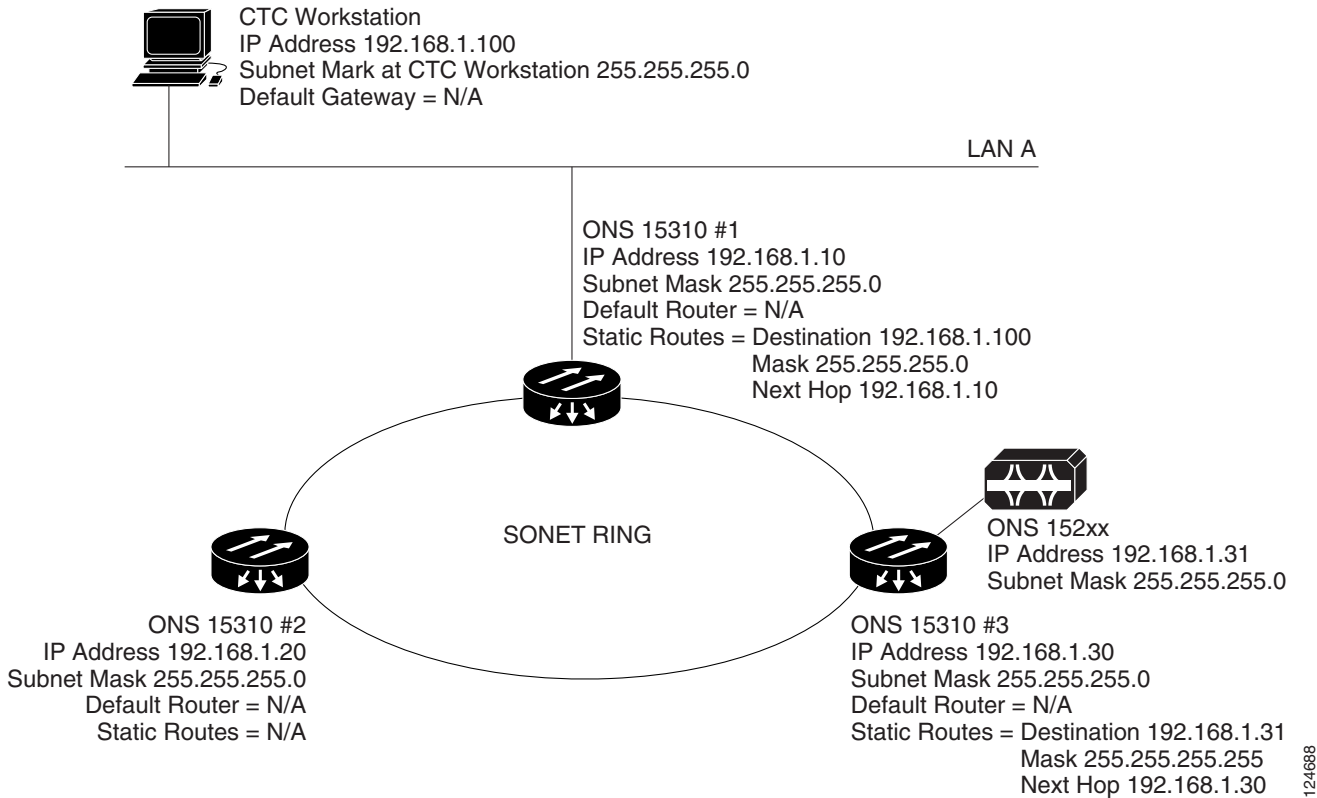 CTC Workstation
IP Address 192.168.1.100
Subnet Mark at CTC Workstation 255.255.255.0
Default Gateway = N/A
LAN A
ONS 15310 #1
IP Address 192.168.1.10
Subnet Mask 255.255.255.0
Default Router = N/A
Static Routes = Destination 192.168.1.100
Mask 255.255.255.0
Next Hop 192.168.1.10
SONET RING
ONS 152xx
IP Address 192.168.1.31
Subnet Mask 255.255.255.0
ONS 15310 #2
IP Address 192.168.1.20
Subnet Mask 255.255.255.0
Default Router = N/A
Static Routes = N/A
ONS 15310 #3
IP Address 192.168.1.30
Subnet Mask 255.255.255.0
Default Router = N/A
Static Routes = Destination 192.168.1.31
Mask 255.255.255.255
Next Hop 192.168.1.30
124688